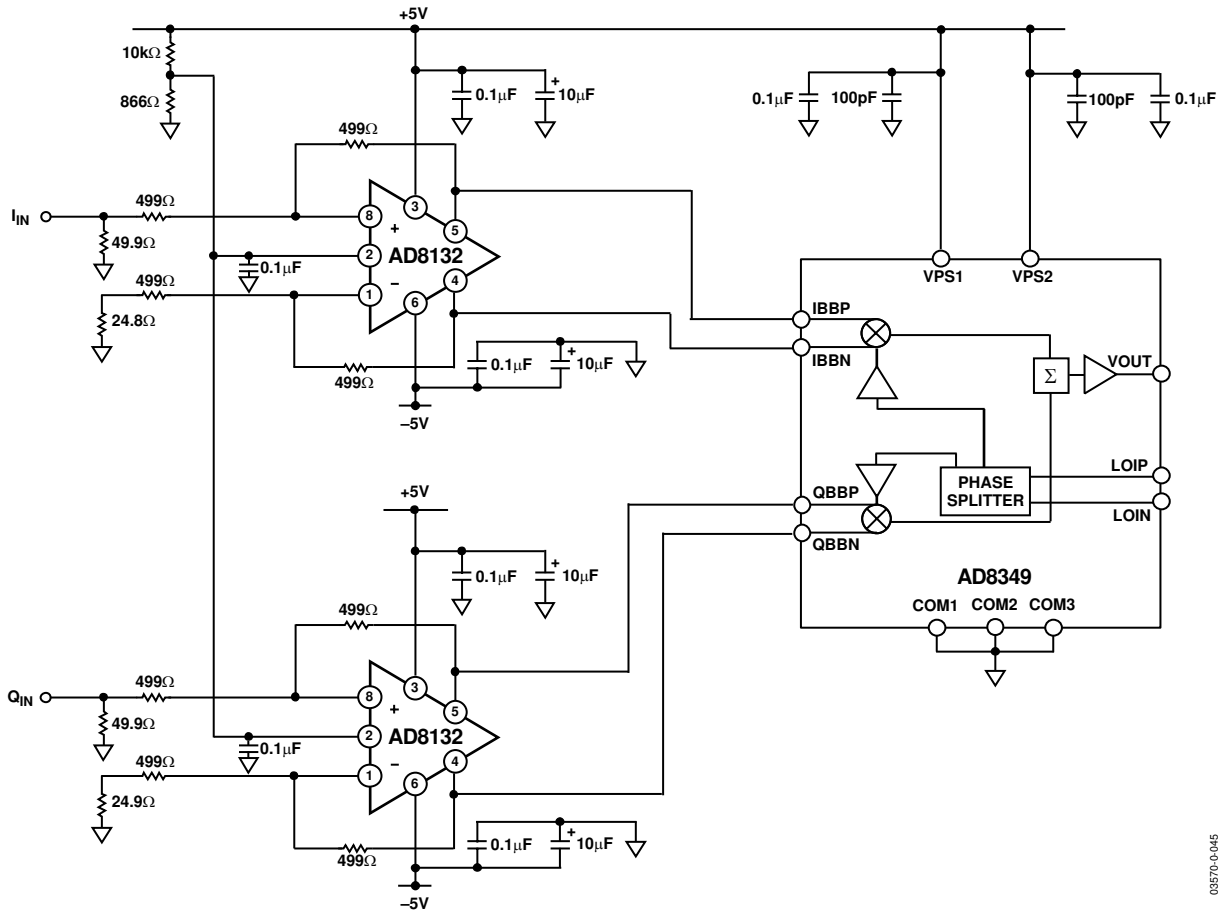 +5V
10kΩ
866Ω
0.1μF
+
10μF
0.1μF
100pF
100pF
0.1μF
499Ω
499Ω
IIN
49.9Ω
8
+
3
5
2
AD8132
0.1μF
499Ω
1
−
4
6
24.8Ω
499Ω
0.1μF
+
10μF
−5V
VPS1
VPS2
IBBP
IBBN
Σ
VOUT
PHASE
SPLITTER
LOIP
LOIN
QBBP
QBBN
AD8349
COM1
COM2
COM3
+5V
0.1μF
+
10μF
499Ω
499Ω
QIN
49.9Ω
8
+
3
5
2
AD8132
0.1μF
499Ω
1
−
4
6
24.9Ω
499Ω
0.1μF
+
10μF
−5V
03570-0-045